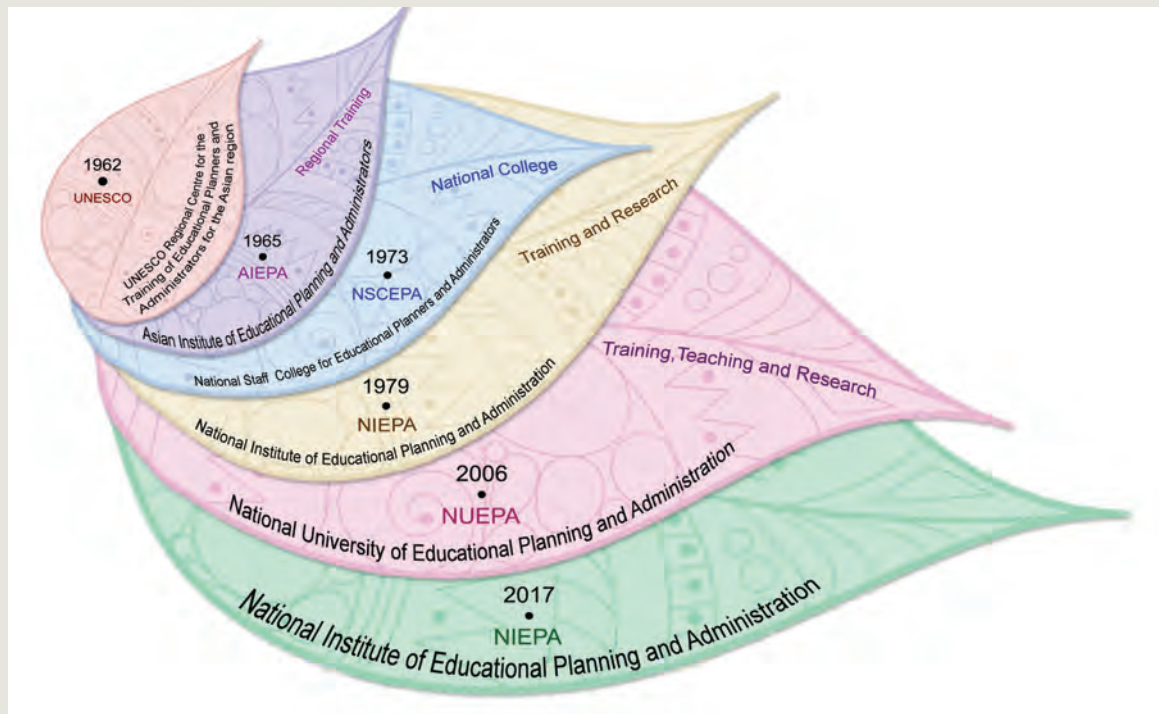 1962
UNESCO
UNESCO Regional Centre for the
Training of Educational Planners and
Administrators for the Asian region
Regional Training
1965
AIEPA
Asian Institute of Educational Planning and Administrators
National College
1973
NSCEPA
National Staff College for Educational Planners and Administrators
Training and Research
1979
NIEPA
National Institute of Educational Planning and Administration
Training, Teaching and Research
2006
NUEPA
National University of Educational Planning and Administration
2017
NIEPA
National Institute of Educational Planning and Administration